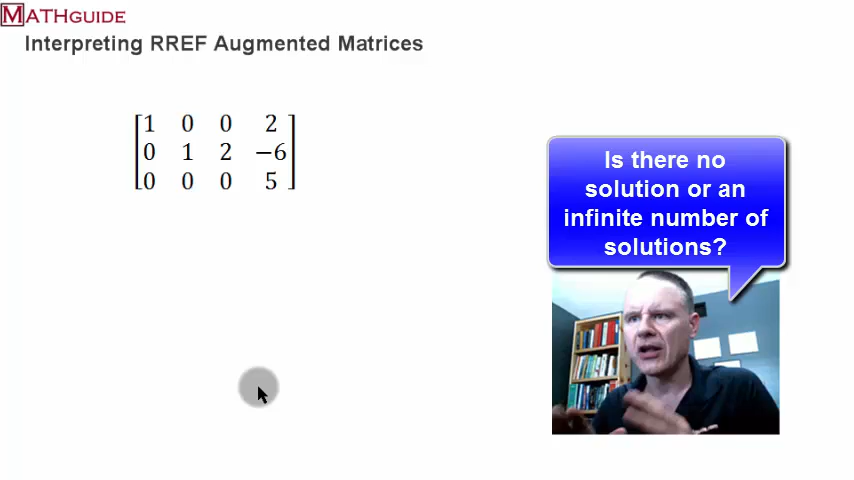 MATHGUIDE
Interpreting RREF Augmented Matrices
1 0 0 2
0 1 2 −6
0 0 0 5
Is there no
solution or an
infinite number of
solutions?